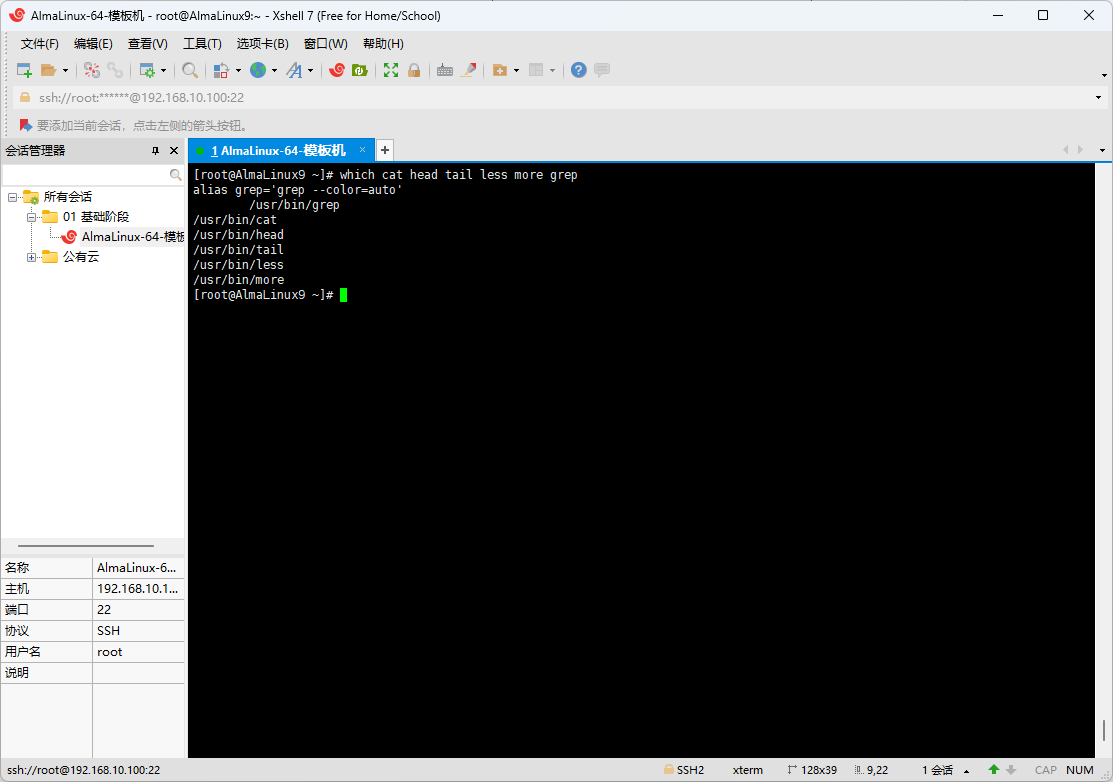 AlmaLinux-64-模板机 - root@AlmaLinux9:~ - Xshell 7 (Free for Home/School)
文件(F) 编辑(E) 查看(V) 工具(T) 选项卡(B) 窗口(W) 帮助(H)
ssh://root:******@192.168.10.100:22
要添加当前会话，点击左侧的箭头按钮。
会话管理器
1 AlmaLinux-64-模板机
所有会话
01 基础阶段
AlmaLinux-64-模板
公有云
[root@AlmaLinux9 ~]# which cat head tail less more grep
alias grep='grep --color=auto'
/usr/bin/grep
/usr/bin/cat
/usr/bin/head
/usr/bin/tail
/usr/bin/less
/usr/bin/more
[root@AlmaLinux9 ~]#
名称 AlmaLinux-6...
主机 192.168.10.1...
端口 22
协议 SSH
用户名 root
说明
ssh://root@192.168.10.100:22 SSH2 xterm 128x39 9,22 1 会话 CAP NUM